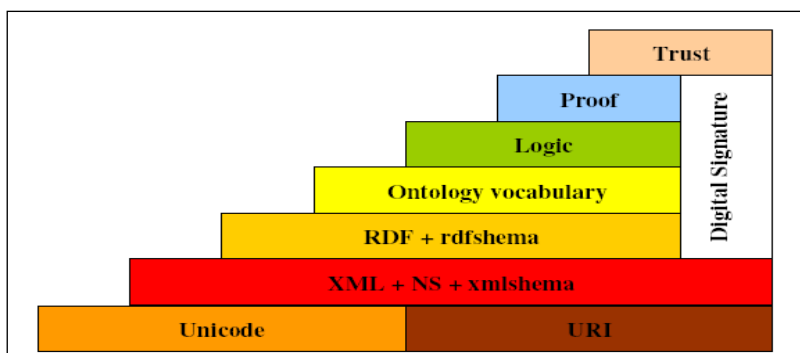 Trust
Proof
Digital Signature
Logic
Ontology vocabulary
RDF + rdfshema
XML + NS + xmlshema
Unicode
URI